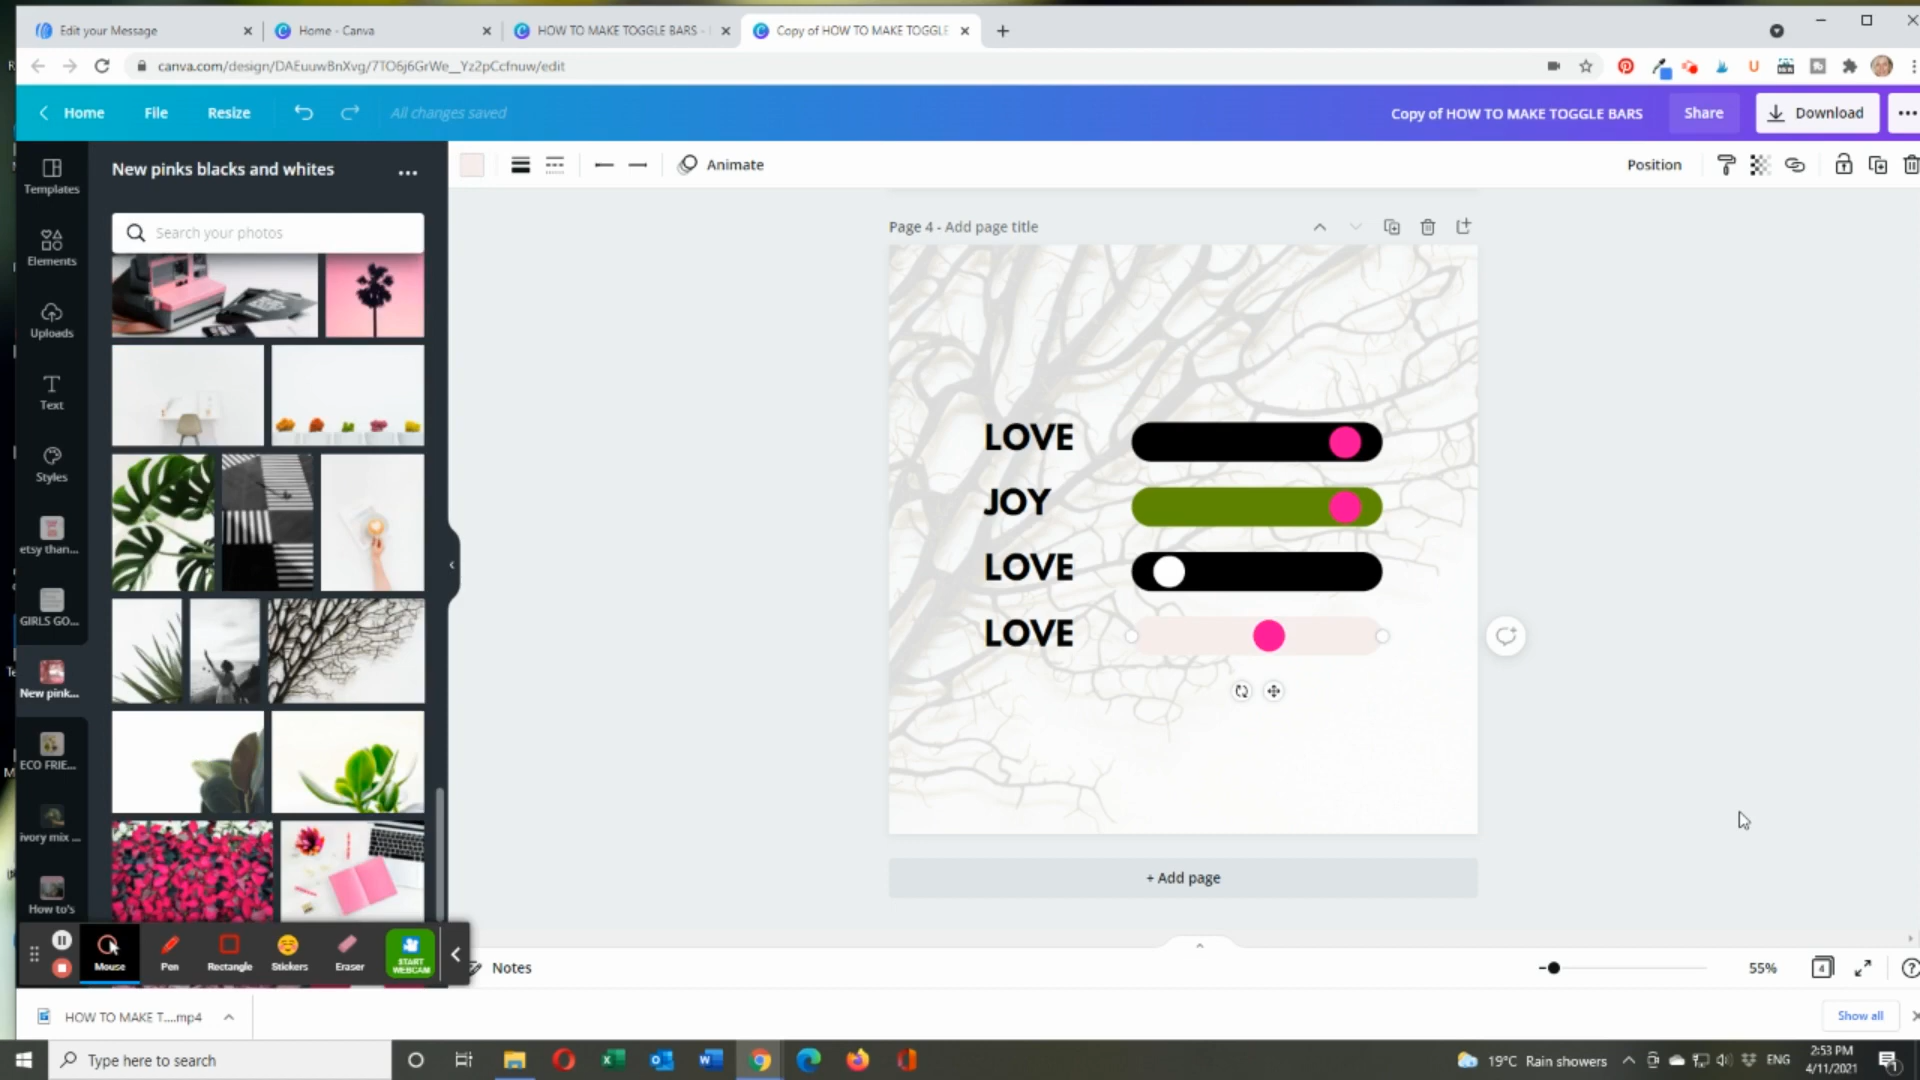 Edit your Message
Home - Canva
HOW TO MAKE TOGGLE BARS -
Copy of HOW TO MAKE TOGGLE
canva.com/design/DAEuuwBnXvg/7TO6j6GrWe__Yz2pCcfnuw/edit
Home
File
Resize
All changes saved
Copy of HOW TO MAKE TOGGLE BARS
Share
Download
Templates
Elements
Uploads
Text
Styles
etsy than...
GIRLS GO...
New pink...
ECO FRIE...
ivory mix ...
How to's
New pinks blacks and whites
Search your photos
Animate
Position
Page 4 - Add page title
LOVE
JOY
LOVE
LOVE
+ Add page
Mouse
Pen
Rectangle
Stickers
Eraser
START
WEBCAM
Notes
55%
4
HOW TO MAKE T....mp4
Show all
Type here to search
19°C Rain showers
ENG
2:53 PM
4/11/2021